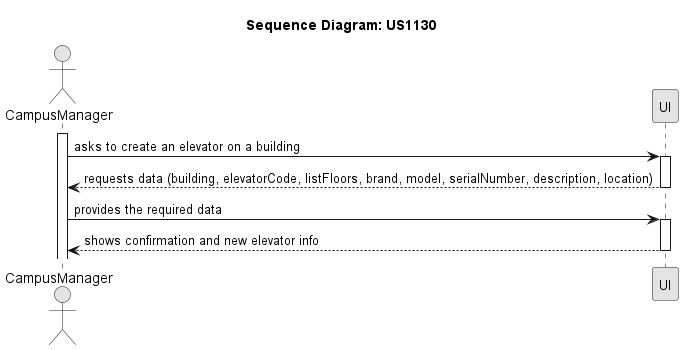 Sequence Diagram: US1130
CampusManager
UI
asks to create an elevator on a building
requests data (building, elevatorCode, listFloors, brand, model, serialNumber, description, location)
provides the required data
shows confirmation and new elevator info
CampusManager
UI